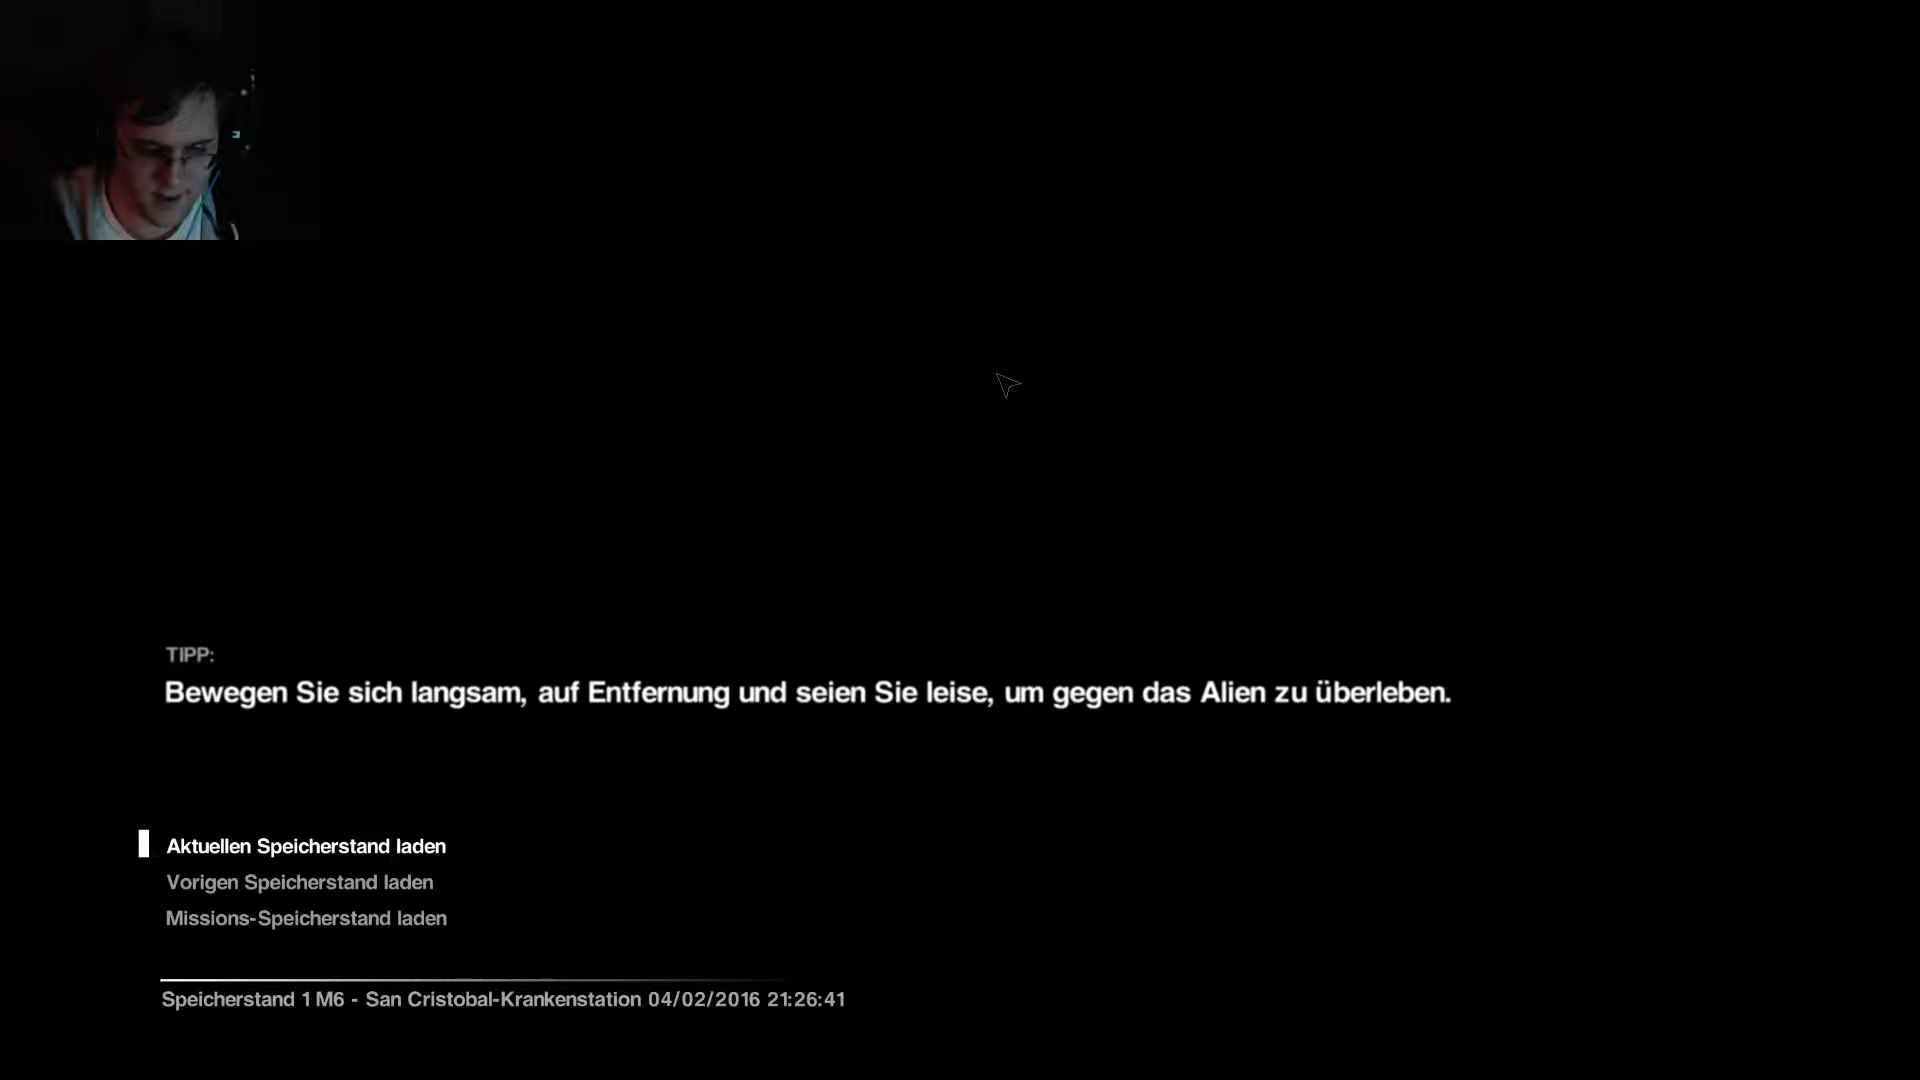 TIPP:
Bewegen Sie sich langsam, auf Entfernung und seien Sie leise, um gegen das Alien zu überleben.
Aktuellen Speicherstand laden
Vorigen Speicherstand laden
Missions-Speicherstand laden
Speicherstand 1 M6 - San Cristobal-Krankenstation 04/02/2016 21:26:41